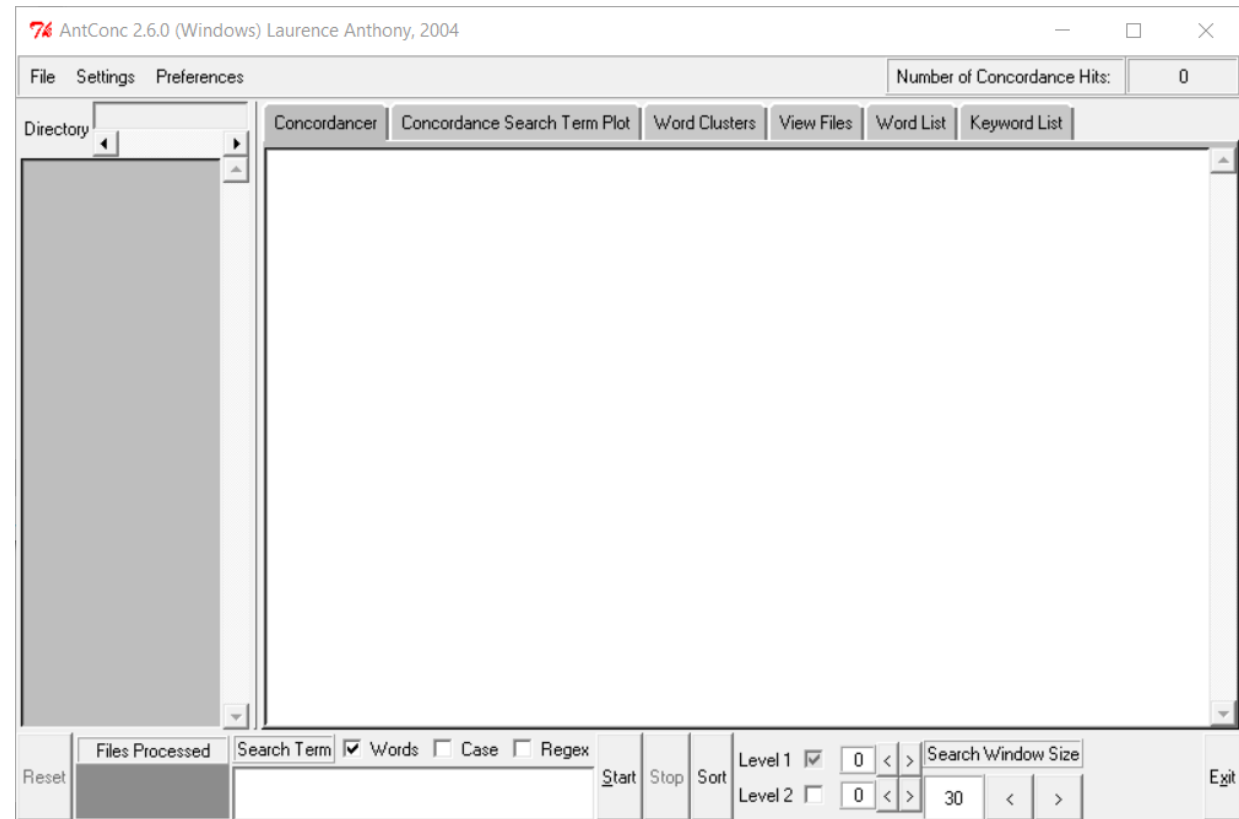 AntConc 2.6.0 (Windows) Laurence Anthony, 2004
File Settings Preferences Number of Concordance Hits: 0
Directory Concordancer Concordance Search Term Plot Word Clusters View Files Word List Keyword List
Files Processed Search Term Words Case Regex
Reset Start Stop Sort Level 1 0 < > Search Window Size Exit
Level 2 0 < > 30 < >